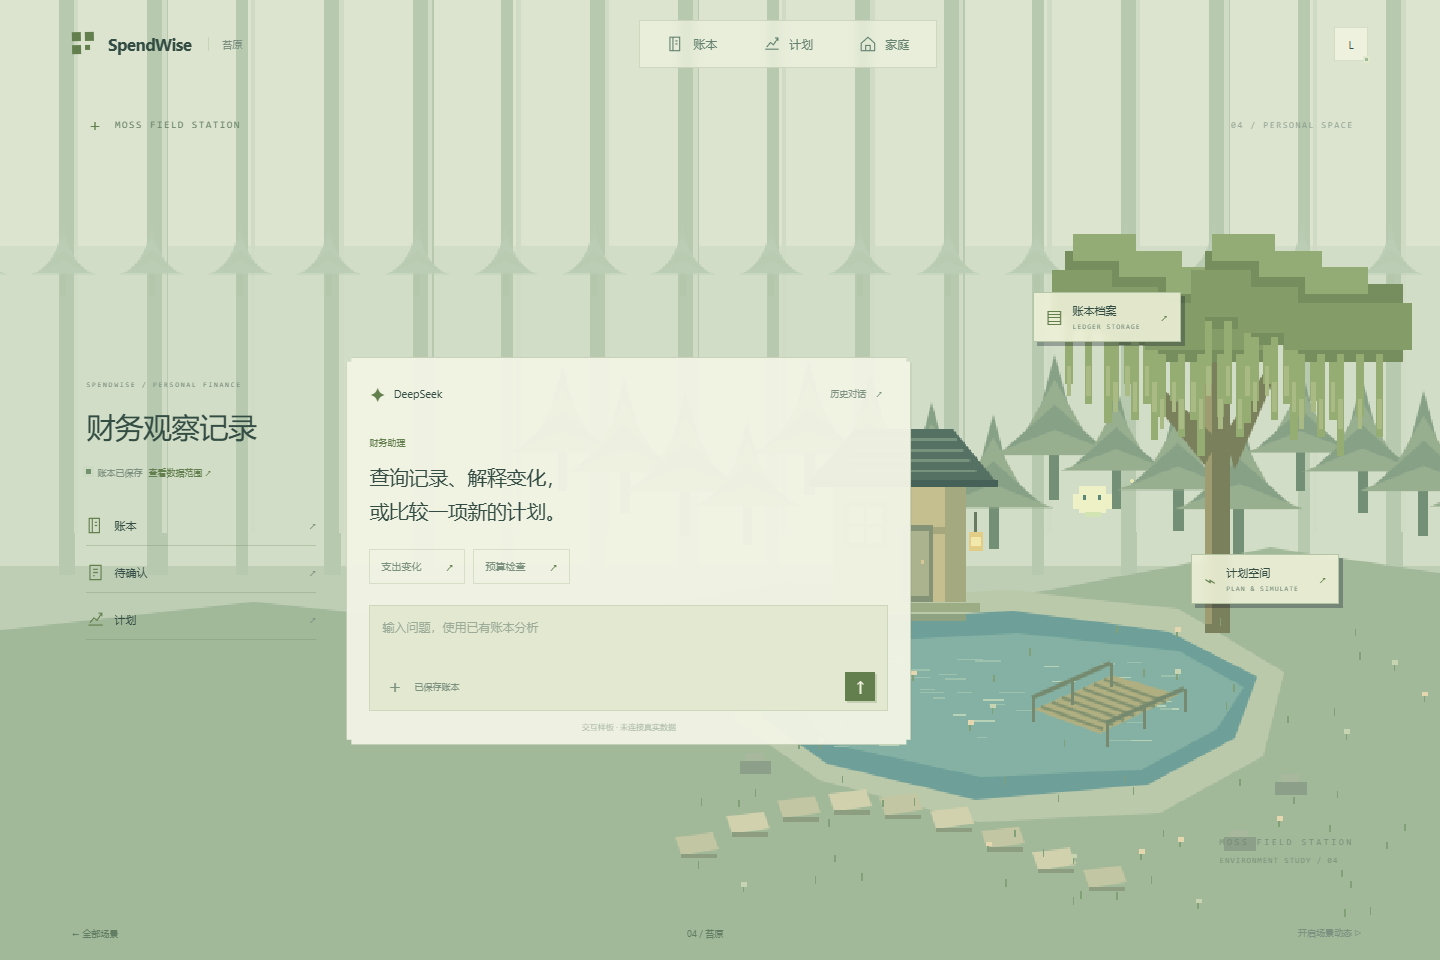 SpendWise 苔原
账本 计划 家庭
L
+ MOSS FIELD STATION
04 / PERSONAL SPACE
账本档案 ↗
LEDGER STORAGE
SPENDWISE / PERSONAL FINANCE
财务观察记录
账本已保存 查看数据范围 ↗
账本 ↗
待确认 ↗
计划 ↗
DeepSeek
历史对话 ↗
财务助理
查询记录、解释变化，
或比较一项新的计划。
支出变化 ↗
预算检查 ↗
输入问题，使用已有账本分析
+ 已保存账本
↑
交互样板 · 未连接真实数据
计划空间 ↗
PLAN & SIMULATE
MOSS FIELD STATION
ENVIRONMENT STUDY / 04
← 全部场景
04 / 苔原
开启场景动态 ▷